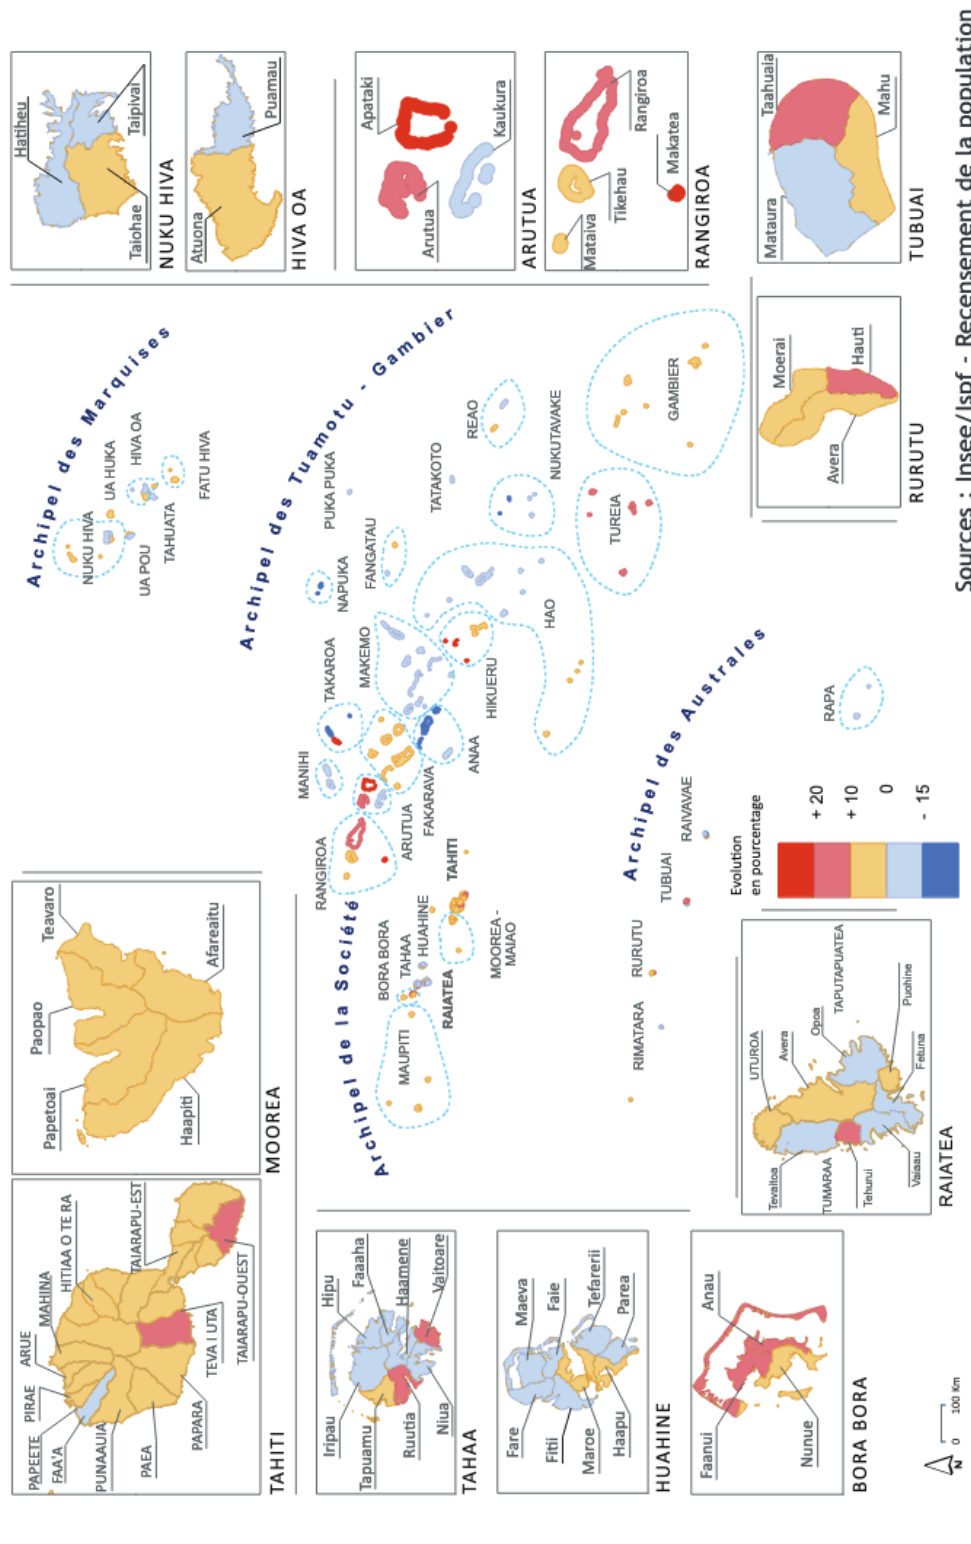 TAHITI
PAPEETE
FAA'A
PIRAE
ARUE
MAHINA
HITIAA O TE RA
TAIARAPU-EST
PUNAAUIA
PAEA
PAPARA
TEVA I UTA
TAIARAPU-OUEST
MOOREA
Papetoai
Paopao
Teavaro
Haapiti
Afareaitu
Archipel des Marquises
NUKU HIVA
UA HUKA
HIVA OA
UA POU
TAHUATA
FATU HIVA
Hatiheu
Taipivai
Taiohae
NUKU HIVA
Atuona
Puamau
HIVA OA
TAHAA
Iripau
Hipu
Faaaha
Haamene
Vaitoare
Tapuamu
Ruutia
Niua
Archipel de la Société
MAUPITI
BORA BORA
TAHAA
HUAHINE
RAIATEA
TAHITI
MOOREA -
MAIAO
Archipel des Tuamotu - Gambier
RANGIROA
MANIHI
TAKAROA
ARUTUA
FAKARAVA
MAKEMO
NAPUKA
FANGATAU
PUKA PUKA
ANAA
HIKUERU
TATAKOTO
REAO
HAO
NUKUTAVAKE
TUREIA
GAMBIER
Apataki
Arutua
Kaukura
ARUTUA
Mataiva
Tikehau
Rangiroa
Makatea
RANGIROA
HUAHINE
Fare
Maeva
Faie
Tefarerii
Parea
Fitii
Maroe
Haapu
BORA BORA
Faanui
Anau
Nunue
Archipel des Australes
RIMATARA
RURUTU
TUBUAI
RAIVAVAE
RAPA
UTUROA
Avera
Opoa
TAPUTAPUATEA
Puohine
Tevaitoa
TUMARAA
Tehurui
Vaiaau
Fetuna
RAIATEA
Evolution
en pourcentage
+ 20
+ 10
0
- 15
Moerai
Hauti
Avera
RURUTU
Mataura
Taahuaia
Mahu
TUBUAI
N
0 100 Km
Sources : Insee/Ispf - Recensement de la population